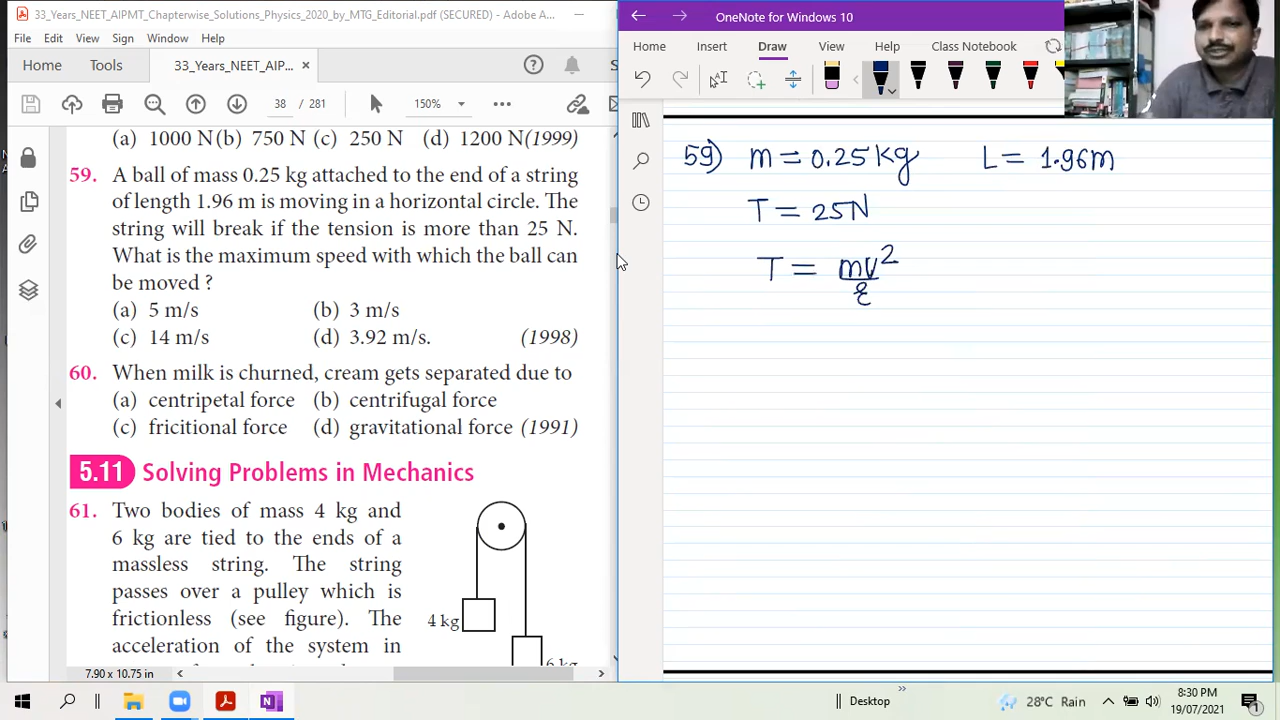 33_Years_NEET_AIPMT_Chapterwise_Solutions_Physics_2020_by_MTG_Editorial.pdf (SECURED) - Adobe A...
File Edit View Sign Window Help
Home Tools 33_Years_NEET_AIP... ×
38 / 281 150%
(a) 1000 N(b) 750 N (c) 250 N (d) 1200 N(1999)
59. A ball of mass 0.25 kg attached to the end of a string
of length 1.96 m is moving in a horizontal circle. The
string will break if the tension is more than 25 N.
What is the maximum speed with which the ball can
be moved ?
(a) 5 m/s (b) 3 m/s
(c) 14 m/s (d) 3.92 m/s. (1998)
60. When milk is churned, cream gets separated due to
(a) centripetal force (b) centrifugal force
(c) fricitional force (d) gravitational force (1991)
5.11 Solving Problems in Mechanics
61. Two bodies of mass 4 kg and
6 kg are tied to the ends of a
massless string. The string
passes over a pulley which is
frictionless (see figure). The
acceleration of the system in
4 kg
6 kg
7.90 x 10.75 in
OneNote for Windows 10
Home Insert Draw View Help Class Notebook
59) m = 0.25 kg L = 1.96m
T = 25N
T = mv²/r
Desktop
28°C Rain
8:30 PM
19/07/2021